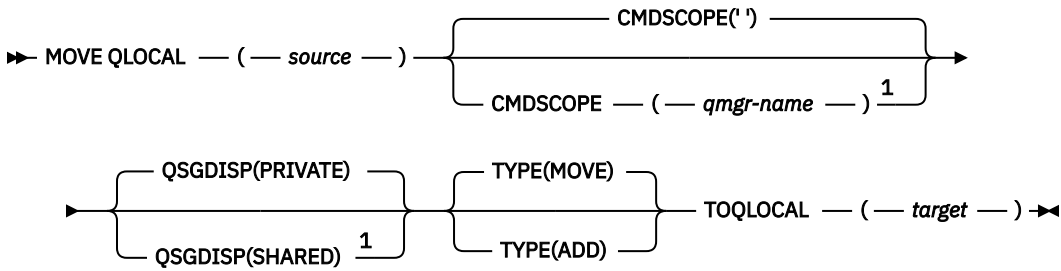 CMDSCOPE(' ')
MOVE QLOCAL ( source )
CMDSCOPE ( qmgr-name ) 1
QSGDISP(PRIVATE) TYPE(MOVE)
TOQLOCAL ( target )
QSGDISP(SHARED) 1 TYPE(ADD)